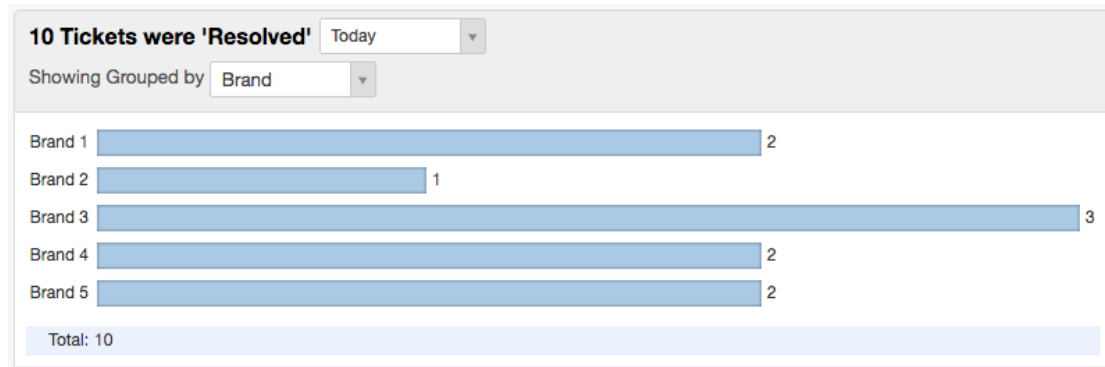 10 Tickets were 'Resolved' Today
Showing Grouped by Brand
Brand 1 2
Brand 2 1
Brand 3 3
Brand 4 2
Brand 5 2
Total: 10